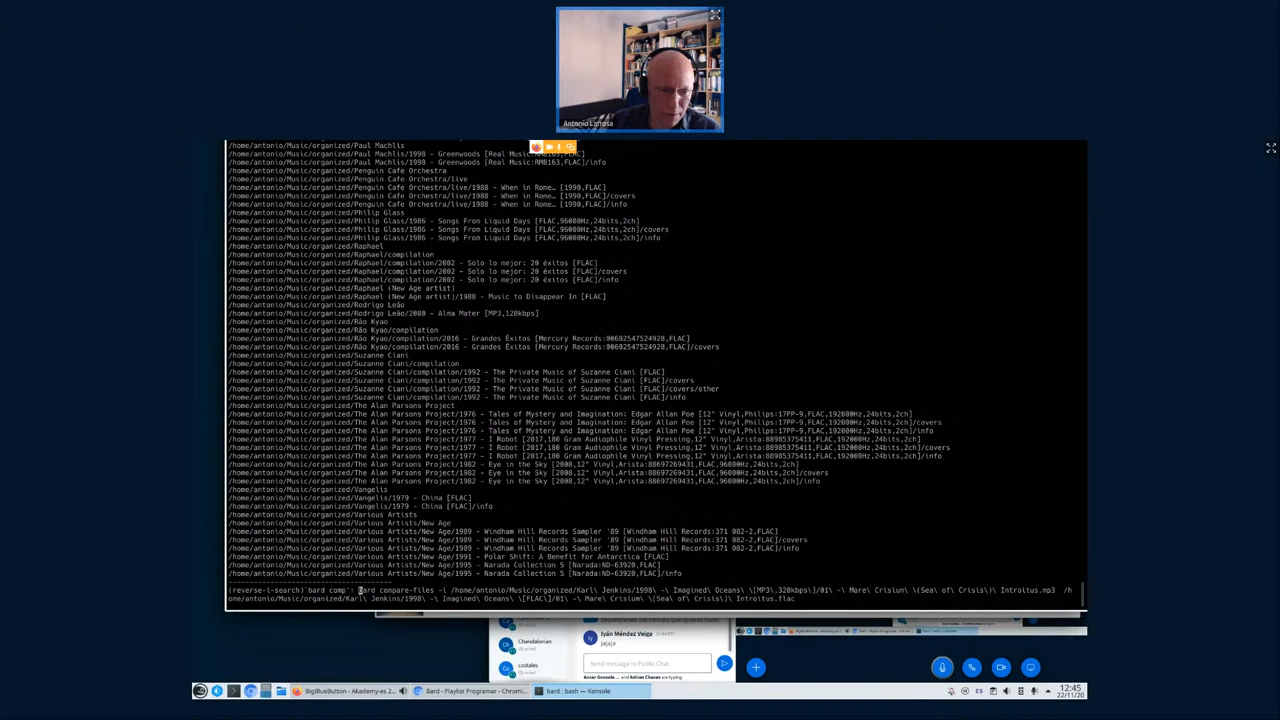 Antonio Larrosa
/home/antonio/Music/organized/Paul Machlis
/home/antonio/Music/organized/Paul Machlis/1998 - Greenwoods [Real Music:RM8163,FLAC]
/home/antonio/Music/organized/Paul Machlis/1998 - Greenwoods [Real Music:RM8163,FLAC]/info
/home/antonio/Music/organized/Penguin Cafe Orchestra
/home/antonio/Music/organized/Penguin Cafe Orchestra/live
/home/antonio/Music/organized/Penguin Cafe Orchestra/live/1988 - When in Rome… [1990,FLAC]
/home/antonio/Music/organized/Penguin Cafe Orchestra/live/1988 - When in Rome… [1990,FLAC]/covers
/home/antonio/Music/organized/Penguin Cafe Orchestra/live/1988 - When in Rome… [1990,FLAC]/info
/home/antonio/Music/organized/Philip Glass
/home/antonio/Music/organized/Philip Glass/1986 - Songs From Liquid Days [FLAC,96000Hz,24bits,2ch]
/home/antonio/Music/organized/Philip Glass/1986 - Songs From Liquid Days [FLAC,96000Hz,24bits,2ch]/covers
/home/antonio/Music/organized/Philip Glass/1986 - Songs From Liquid Days [FLAC,96000Hz,24bits,2ch]/info
/home/antonio/Music/organized/Raphael
/home/antonio/Music/organized/Raphael/compilation
/home/antonio/Music/organized/Raphael/compilation/2002 - Solo lo mejor: 20 éxitos [FLAC]
/home/antonio/Music/organized/Raphael/compilation/2002 - Solo lo mejor: 20 éxitos [FLAC]/covers
/home/antonio/Music/organized/Raphael/compilation/2002 - Solo lo mejor: 20 éxitos [FLAC]/info
/home/antonio/Music/organized/Raphael (New Age artist)
/home/antonio/Music/organized/Raphael (New Age artist)/1988 - Music to Disappear In [FLAC]
/home/antonio/Music/organized/Rodrigo Leão
/home/antonio/Music/organized/Rodrigo Leão/2000 - Alma Mater [MP3,128kbps]
/home/antonio/Music/organized/Rão Kyao
/home/antonio/Music/organized/Rão Kyao/compilation
/home/antonio/Music/organized/Rão Kyao/compilation/2016 - Grandes Êxitos [Mercury Records:00602547524928,FLAC]
/home/antonio/Music/organized/Rão Kyao/compilation/2016 - Grandes Êxitos [Mercury Records:00602547524928,FLAC]/covers
/home/antonio/Music/organized/Suzanne Ciani
/home/antonio/Music/organized/Suzanne Ciani/compilation
/home/antonio/Music/organized/Suzanne Ciani/compilation/1992 - The Private Music of Suzanne Ciani [FLAC]
/home/antonio/Music/organized/Suzanne Ciani/compilation/1992 - The Private Music of Suzanne Ciani [FLAC]/covers
/home/antonio/Music/organized/Suzanne Ciani/compilation/1992 - The Private Music of Suzanne Ciani [FLAC]/covers/other
/home/antonio/Music/organized/Suzanne Ciani/compilation/1992 - The Private Music of Suzanne Ciani [FLAC]/info
/home/antonio/Music/organized/The Alan Parsons Project
/home/antonio/Music/organized/The Alan Parsons Project/1976 - Tales of Mystery and Imagination: Edgar Allan Poe [12" Vinyl,Philips:17PP-9,FLAC,192000Hz,24bits,2ch]
/home/antonio/Music/organized/The Alan Parsons Project/1976 - Tales of Mystery and Imagination: Edgar Allan Poe [12" Vinyl,Philips:17PP-9,FLAC,192000Hz,24bits,2ch]/covers
/home/antonio/Music/organized/The Alan Parsons Project/1976 - Tales of Mystery and Imagination: Edgar Allan Poe [12" Vinyl,Philips:17PP-9,FLAC,192000Hz,24bits,2ch]/info
/home/antonio/Music/organized/The Alan Parsons Project/1977 - I Robot [2017,180 Gram Audiophile Vinyl Pressing,12" Vinyl,Arista:88985375411,FLAC,192000Hz,24bits,2ch]
/home/antonio/Music/organized/The Alan Parsons Project/1977 - I Robot [2017,180 Gram Audiophile Vinyl Pressing,12" Vinyl,Arista:88985375411,FLAC,192000Hz,24bits,2ch]/covers
/home/antonio/Music/organized/The Alan Parsons Project/1977 - I Robot [2017,180 Gram Audiophile Vinyl Pressing,12" Vinyl,Arista:88985375411,FLAC,192000Hz,24bits,2ch]/info
/home/antonio/Music/organized/The Alan Parsons Project/1982 - Eye in the Sky [2008,12" Vinyl,Arista:88697269431,FLAC,96000Hz,24bits,2ch]
/home/antonio/Music/organized/The Alan Parsons Project/1982 - Eye in the Sky [2008,12" Vinyl,Arista:88697269431,FLAC,96000Hz,24bits,2ch]/covers
/home/antonio/Music/organized/The Alan Parsons Project/1982 - Eye in the Sky [2008,12" Vinyl,Arista:88697269431,FLAC,96000Hz,24bits,2ch]/info
/home/antonio/Music/organized/Vangelis
/home/antonio/Music/organized/Vangelis/1979 - China [FLAC]
/home/antonio/Music/organized/Vangelis/1979 - China [FLAC]/info
/home/antonio/Music/organized/Various Artists
/home/antonio/Music/organized/Various Artists/New Age
/home/antonio/Music/organized/Various Artists/New Age/1989 - Windham Hill Records Sampler '89 [Windham Hill Records:371 082-2,FLAC]
/home/antonio/Music/organized/Various Artists/New Age/1989 - Windham Hill Records Sampler '89 [Windham Hill Records:371 082-2,FLAC]/covers
/home/antonio/Music/organized/Various Artists/New Age/1989 - Windham Hill Records Sampler '89 [Windham Hill Records:371 082-2,FLAC]/info
/home/antonio/Music/organized/Various Artists/New Age/1991 - Polar Shift: A Benefit for Antarctica [FLAC]
/home/antonio/Music/organized/Various Artists/New Age/1995 - Narada Collection 5 [Narada:ND-63920,FLAC]
/home/antonio/Music/organized/Various Artists/New Age/1995 - Narada Collection 5 [Narada:ND-63920,FLAC]/info
(reverse-i-search)`bard comp': bard compare-files -i /home/antonio/Music/organized/Karl\ Jenkins/1998\ -\ Imagined\ Oceans\ \[MP3\,320kbps\]/01\ -\ Mare\ Crisium\ \(Sea\ of\ Crisis\)\ Introitus.mp3 /h
ome/antonio/Music/organized/Karl\ Jenkins/1998\ -\ Imagined\ Oceans\ \[FLAC\]/01\ -\ Mare\ Crisium\ \(Sea\ of\ Crisis\)\ Introitus.flac
Ch Chandalorian
Co costales
Iyán Méndez Veiga
jajaja
Send message to Public Chat
and Adrian Chaves are typing
BigBlueButton - Akademy-es 2...
Bard - Playlist Programar - Chromi...
bard : bash — Konsole
ES
12:45
22/11/20